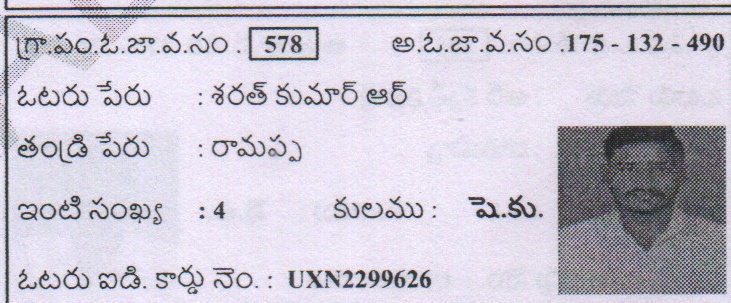 గ్రా.పం.ఓ.జా.వ.సం. 578 అ.ఓ.జా.వ.సం .175 - 132 - 490
ఓటరు పేరు : శరత్ కుమార్ ఆర్
తండ్రి పేరు : రామప్ప
ఇంటి సంఖ్య : 4 కులము : షె.కు.
ఓటరు ఐడి. కార్డు నెం. : UXN2299626